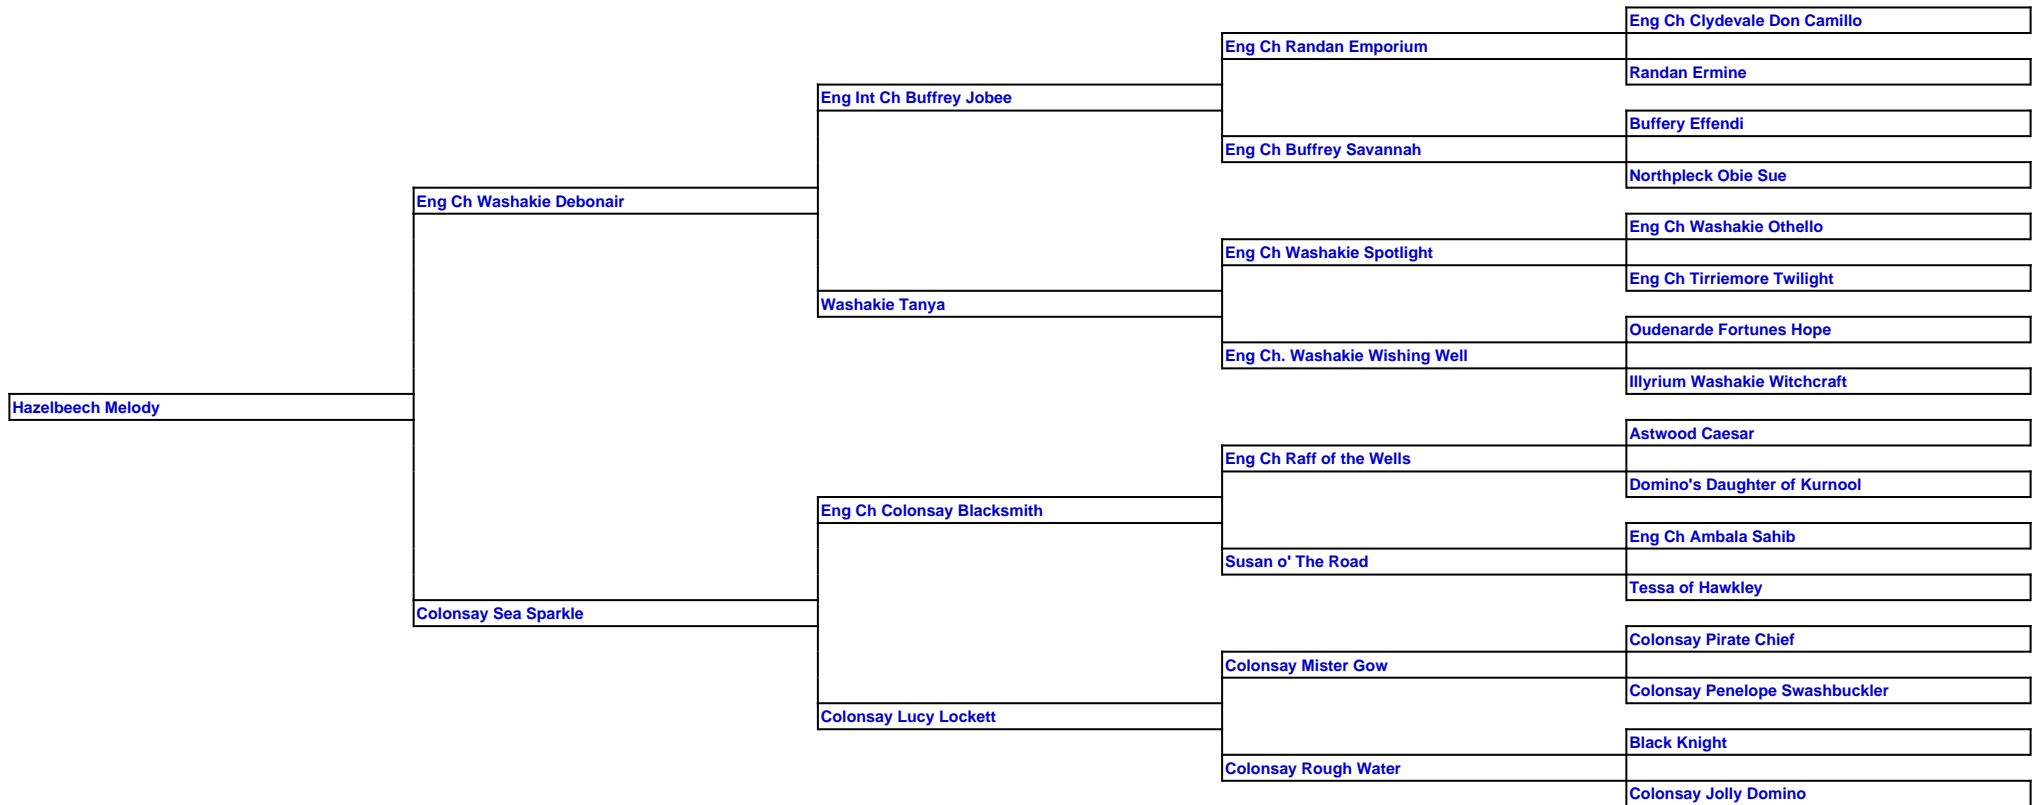 Eng Ch Clydevale Don Camillo
Eng Ch Randan Emporium
Randan Ermine
Eng Int Ch Buffrey Jobee
Buffery Effendi
Eng Ch Buffrey Savannah
Northpleck Obie Sue
Eng Ch Washakie Debonair
Eng Ch Washakie Othello
Eng Ch Washakie Spotlight
Eng Ch Tirriemore Twilight
Washakie Tanya
Oudenarde Fortunes Hope
Eng Ch. Washakie Wishing Well
Illyrium Washakie Witchcraft
Hazelbeech Melody
Astwood Caesar
Eng Ch Raff of the Wells
Domino's Daughter of Kurnool
Eng Ch Colonsay Blacksmith
Eng Ch Ambala Sahib
Susan o' The Road
Tessa of Hawkley
Colonsay Sea Sparkle
Colonsay Pirate Chief
Colonsay Mister Gow
Colonsay Penelope Swashbuckler
Colonsay Lucy Lockett
Black Knight
Colonsay Rough Water
Colonsay Jolly Domino